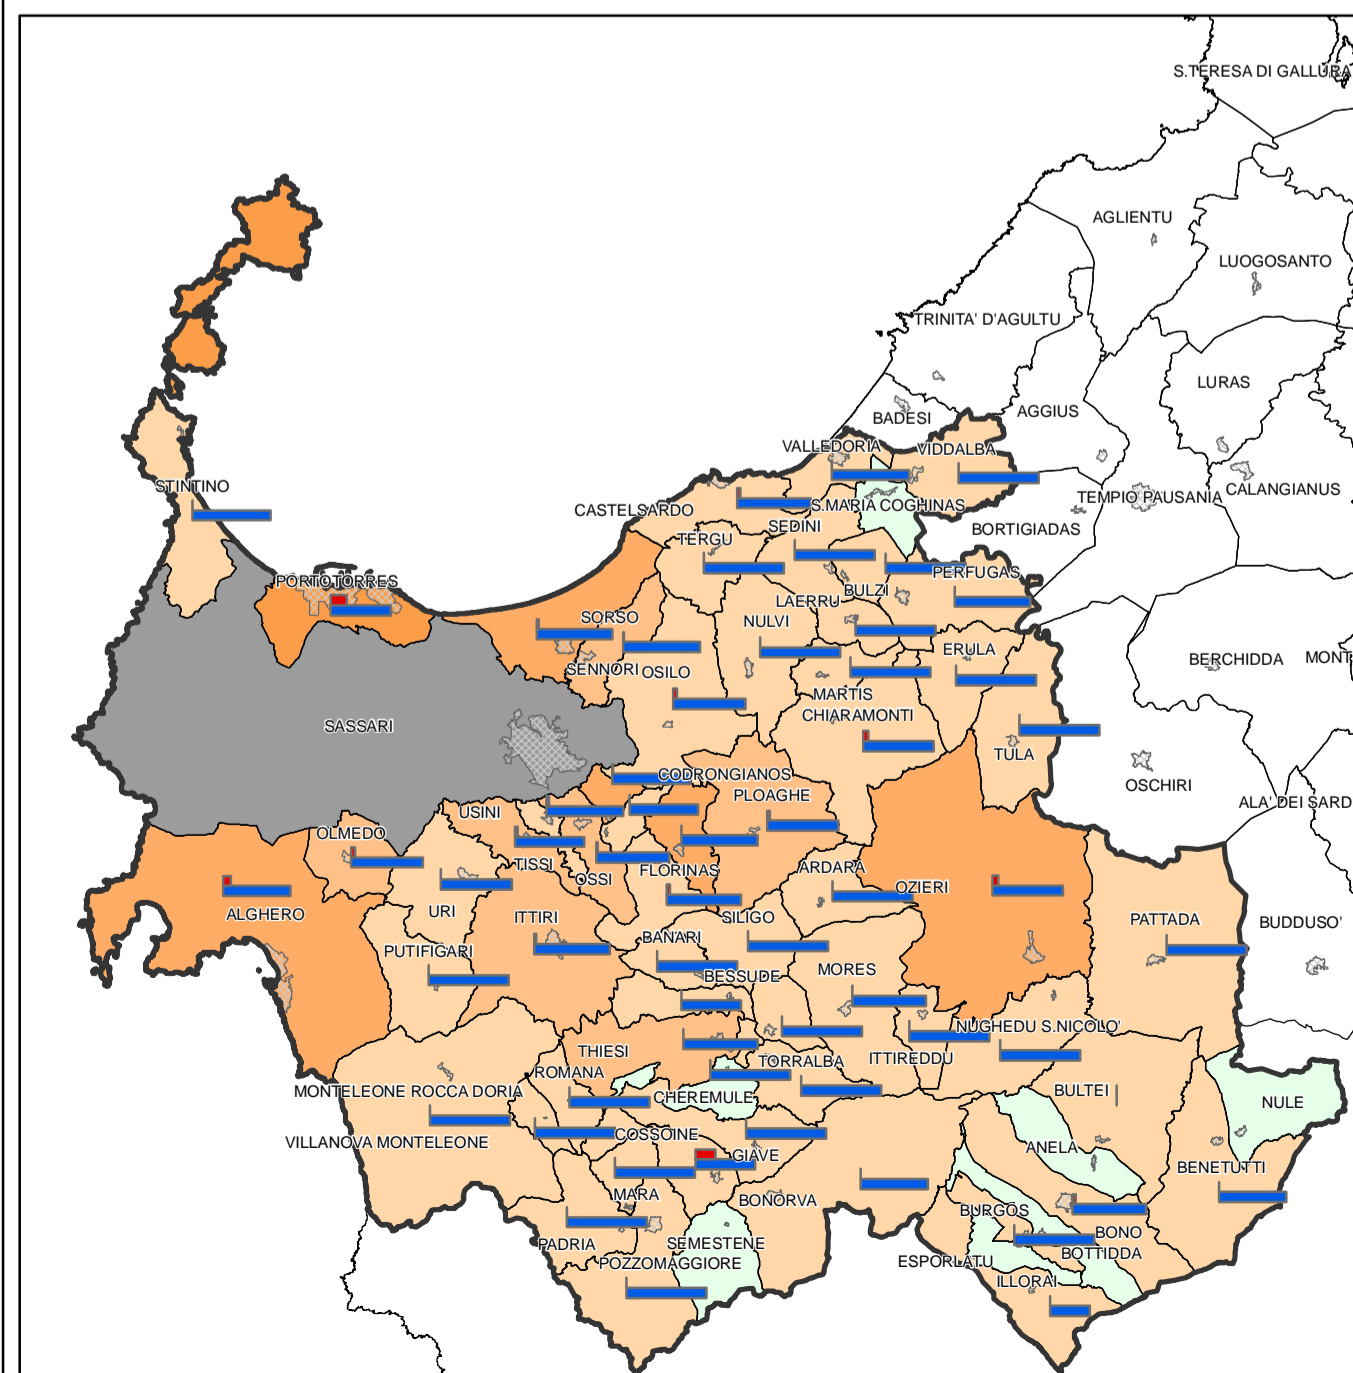 S.TERESA DI GALLURA
AGLIENTU
LUOGOSANTO
TRINITA' D'AGULTU
LURAS
AGGIUS
BADESI
VALLEDORIA
VIDDALBA
STINTINO
CALANGIANUS
TEMPIO PAUSANIA
S.MARIA COGHINAS
CASTELSARDO
SEDINI
BORTIGIADAS
TERGU
PERFUGAS
PORTO TORRES
BULZI
LAERRU
SORSO
NULVI
ERULA
BERCHIDDA
MONT
SENNORI
OSILO
MARTIS
CHIARAMONTI
SASSARI
TULA
CODRONGIANOS
OSCHIRI
PLOAGHE
ALA' DEI SARD
USINI
OLMEDO
TISSI
ARDARA
FLORINAS
OSSI
OZIERI
URI
ALGHERO
ITTIRI
SILIGO
PATTADA
BUDDUSO'
BANARI
PUTIFIGARI
MORES
BESSUDE
NUGHEDU S.NICOLO'
THIESI
ITTIREDDU
TORRALBA
ROMANA
MONTELEONE ROCCA DORIA
BULTEI
CHEREMULE
NULE
COSSOINE
VILLANOVA MONTELEONE
ANELA
GIAVE
BENETUTTI
MARA
BONORVA
BURGOS
BONO
PADRIA
SEMESTENE
BOTTIDDA
POZZOMAGGIORE
ESPORLATU
ILLORAI